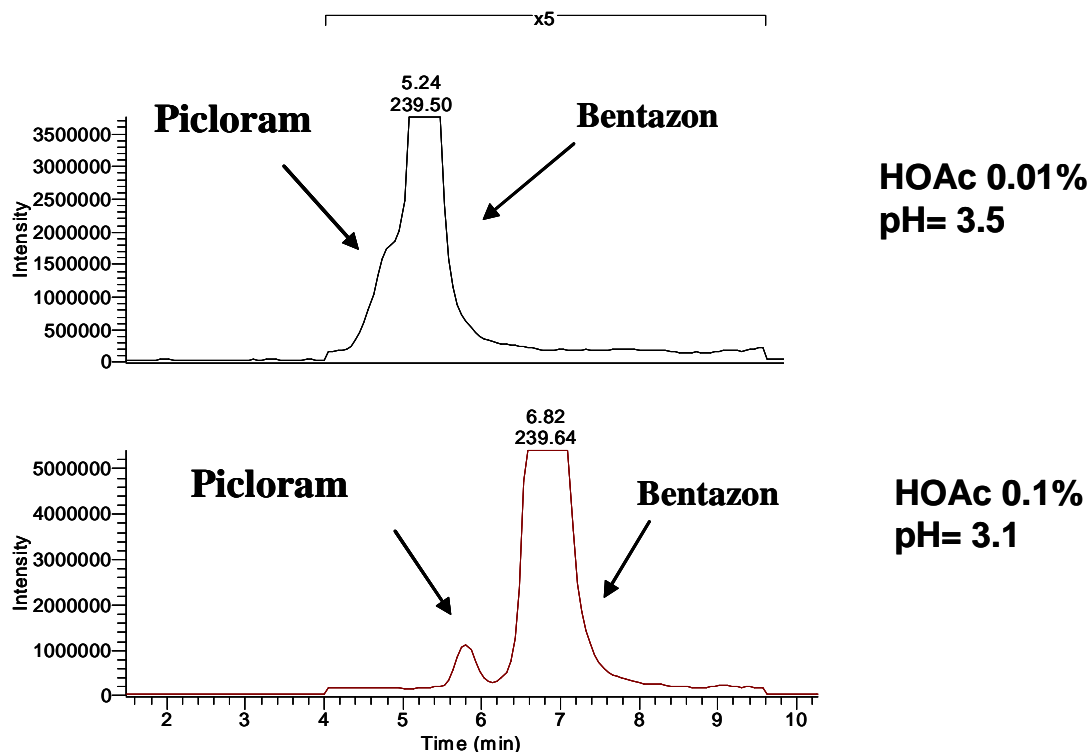 x5
5.24
239.50
Picloram
Bentazon
3500000
3000000
2500000
2000000
1500000
1000000
500000
0
Intensity
HOAc 0.01%
pH= 3.5
6.82
239.64
Picloram
Bentazon
5000000
4000000
3000000
2000000
1000000
0
Intensity
HOAc 0.1%
pH= 3.1
2 3 4 5 6 7 8 9 10
Time (min)